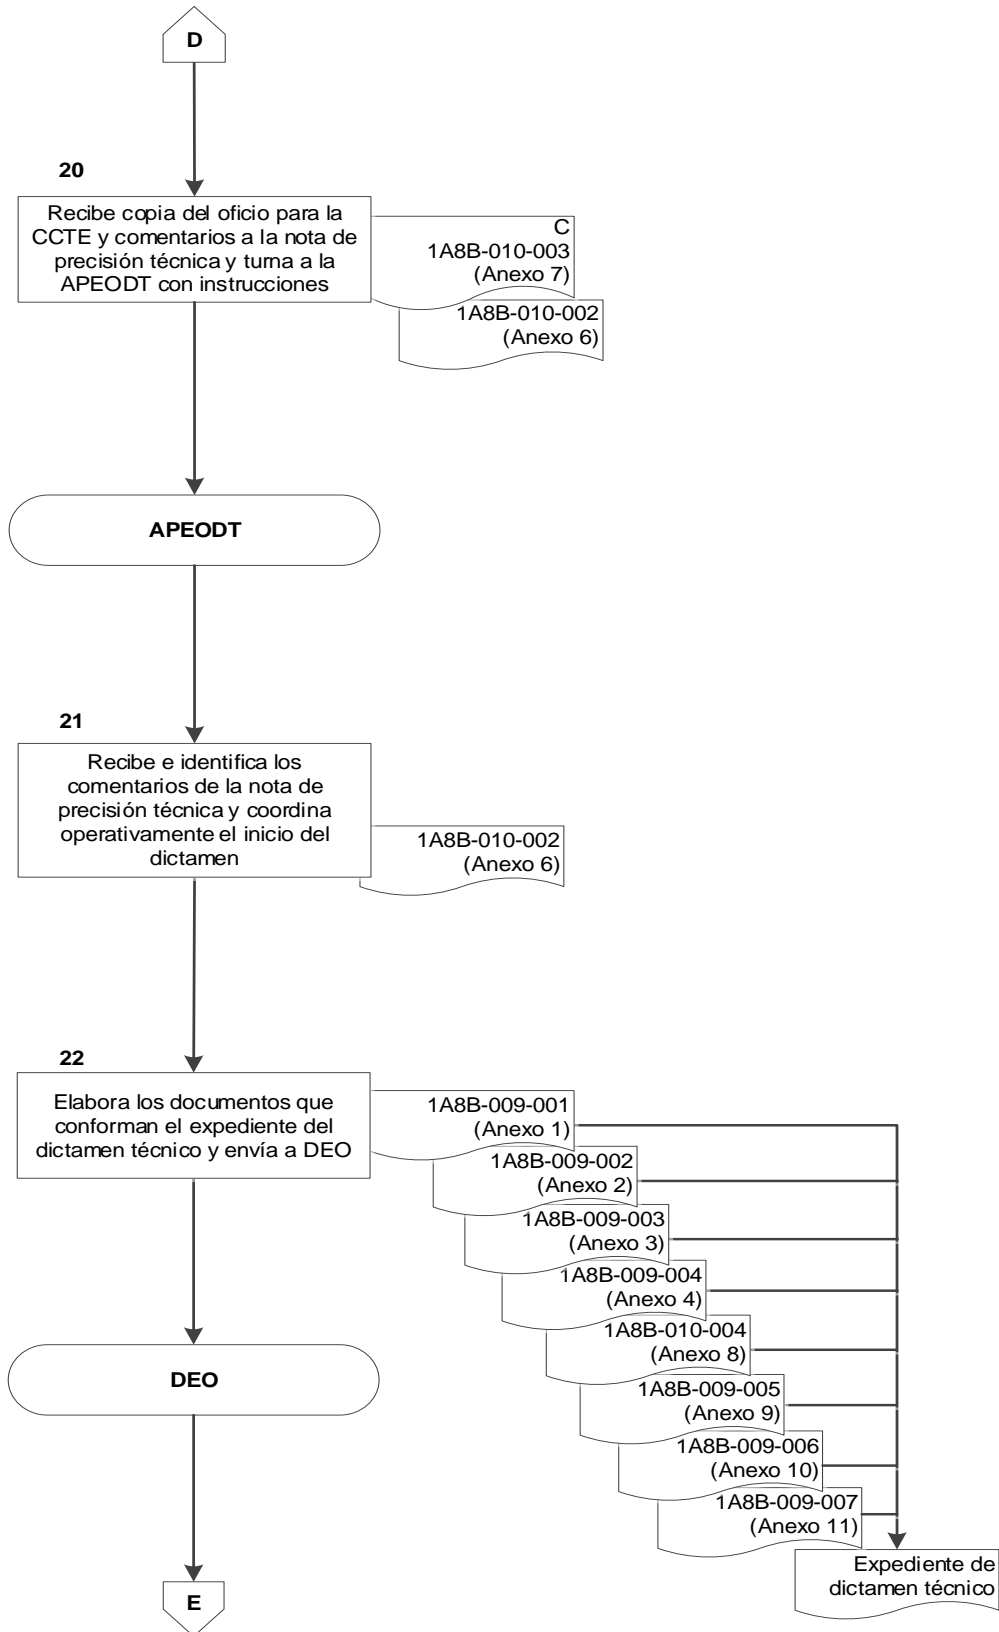 D
20
Recibe copia del oficio para la
CCTE y comentarios a la nota de
precisión técnica y turna a la
APEODT con instrucciones
C
1A8B-010-003
(Anexo 7)
1A8B-010-002
(Anexo 6)
APEODT
21
Recibe e identifica los
comentarios de la nota de
precisión técnica y coordina
operativamente el inicio del
dictamen
1A8B-010-002
(Anexo 6)
22
Elabora los documentos que
conforman el expediente del
dictamen técnico y envía a DEO
1A8B-009-001
(Anexo 1)
1A8B-009-002
(Anexo 2)
1A8B-009-003
(Anexo 3)
1A8B-009-004
(Anexo 4)
1A8B-010-004
(Anexo 8)
1A8B-009-005
(Anexo 9)
1A8B-009-006
(Anexo 10)
1A8B-009-007
(Anexo 11)
Expediente de
dictamen técnico
DEO
E